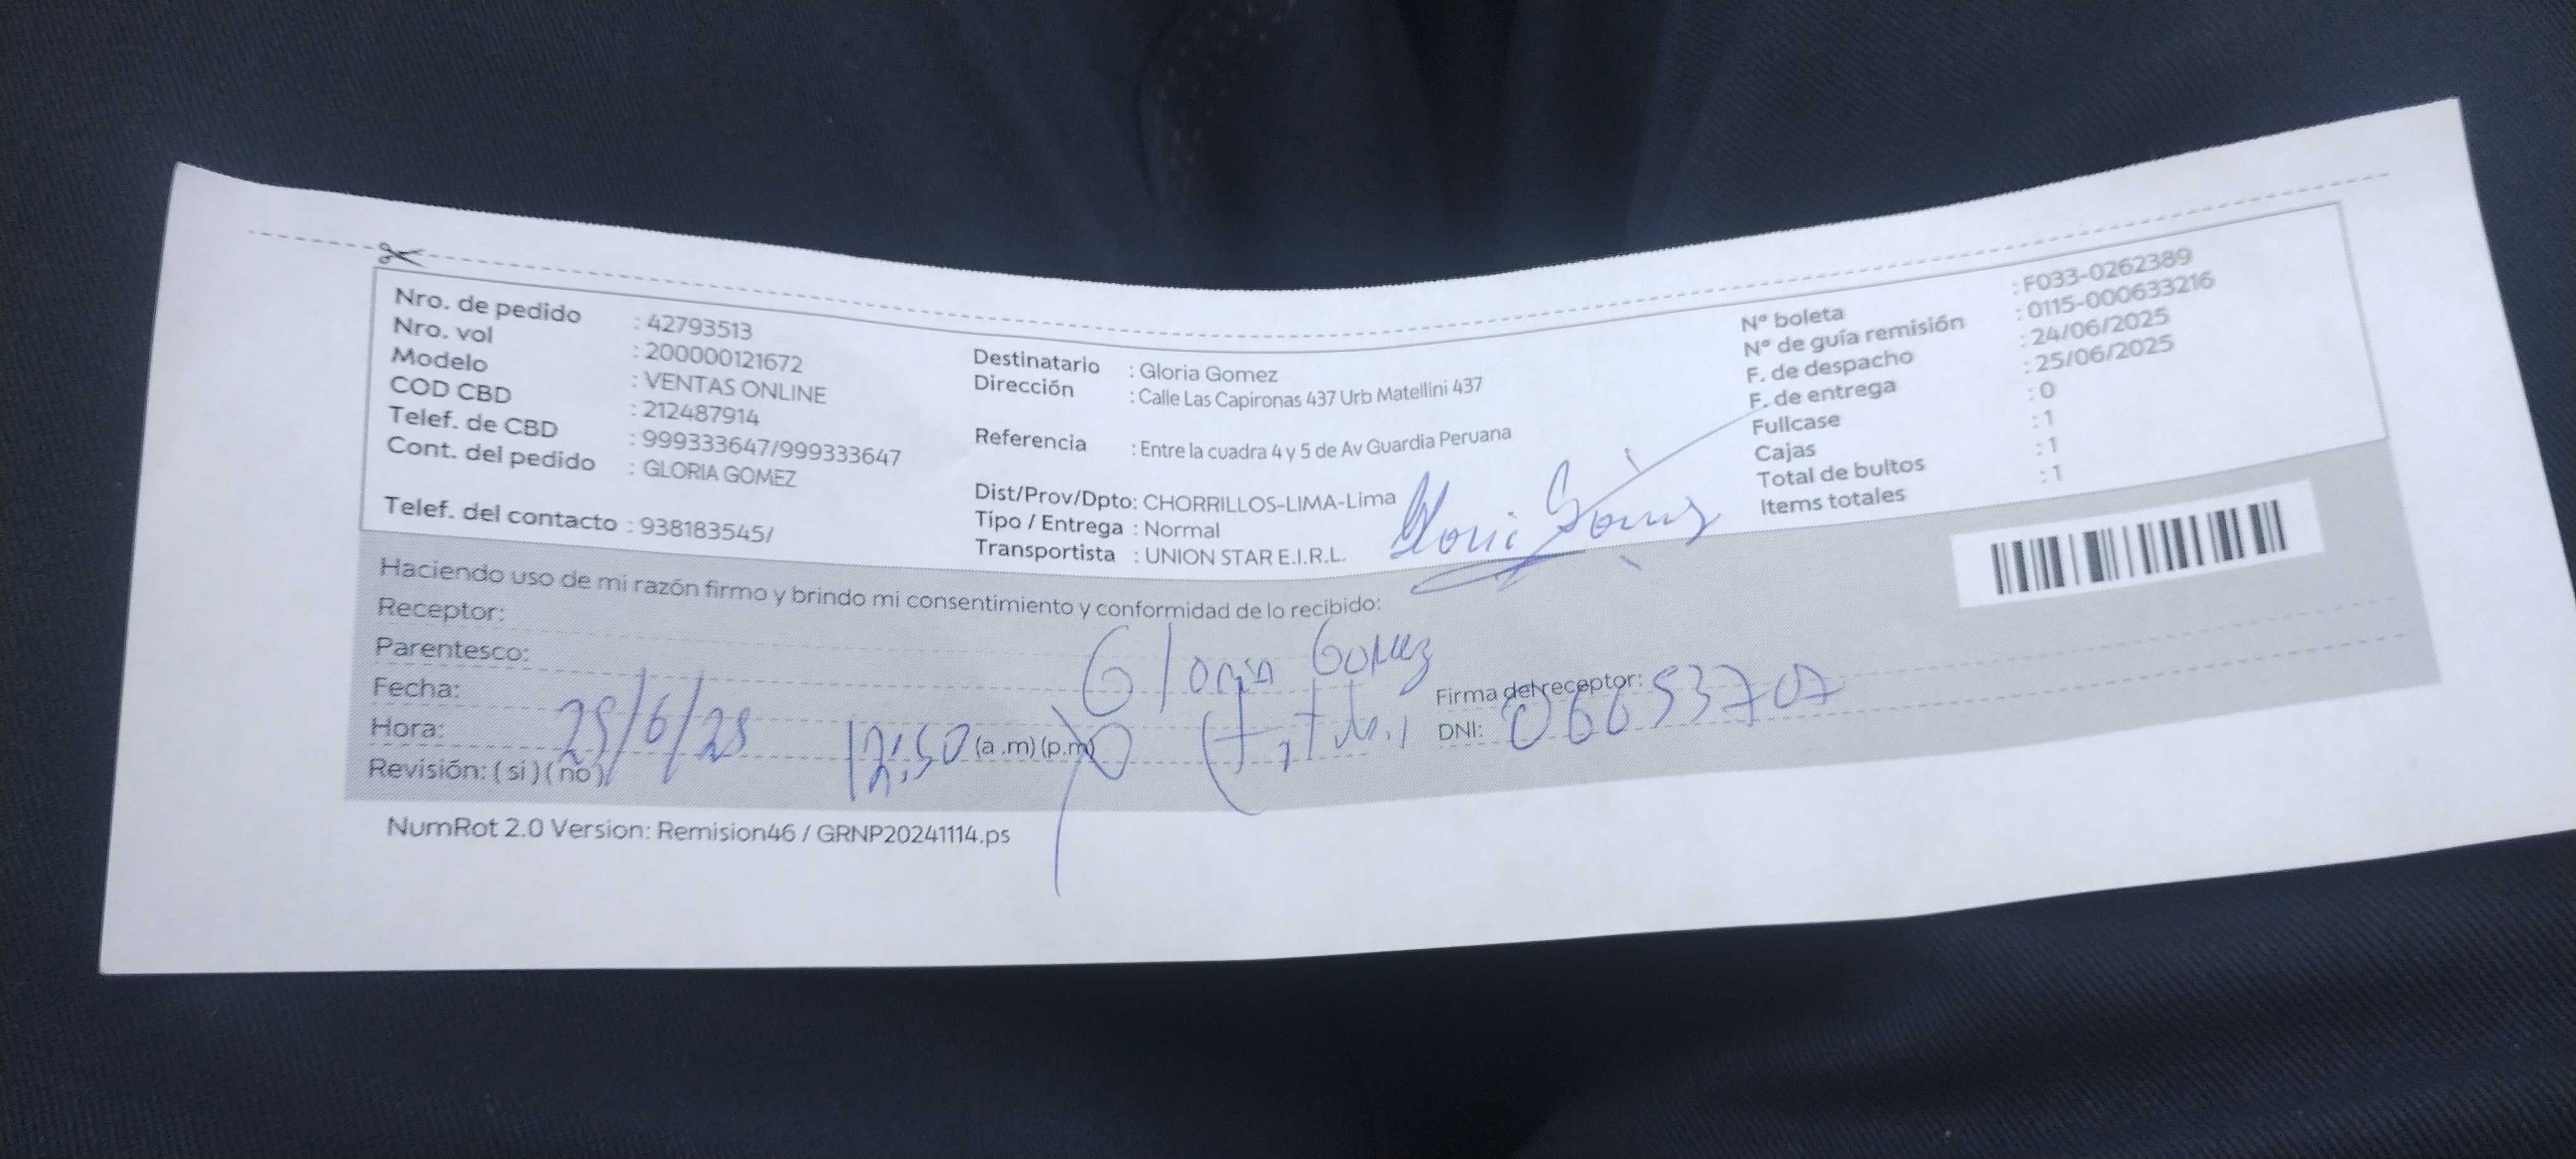 Nro. de pedido : 42793513
Nro. vol : 200000121672
Modelo : VENTAS ONLINE
COD CBD : 212487914
Telef. de CBD : 999333647/999333647
Cont. del pedido : GLORIA GOMEZ
Telef. del contacto : 938183545/
Destinatario : Gloria Gomez
Dirección : Calle Las Capironas 437 Urb Matellini 437
Referencia : Entre la cuadra 4 y 5 de Av Guardia Peruana
Dist/Prov/Dpto: CHORRILLOS-LIMA-Lima
Tipo / Entrega : Normal
Transportista : UNION STAR E.I.R.L.
N° boleta : F033-0262389
N° de guía remisión : 0115-000633216
F. de despacho : 24/06/2025
F. de entrega : 25/06/2025
Fullcase : 0
Cajas : 1
Total de bultos : 1
Items totales : 1
Gloria Gomez
Haciendo uso de mi razón firmo y brindo mi consentimiento y conformidad de lo recibido:
Receptor: Gloria Gomez
Parentesco:
Fecha: 25/6/25
Hora: 12:50 (a.m) (p.m)
Revisión: ( si ) ( no )
Firma del receptor:
DNI: 06653707
NumRot 2.0 Version: Remision46 / GRNP20241114.ps